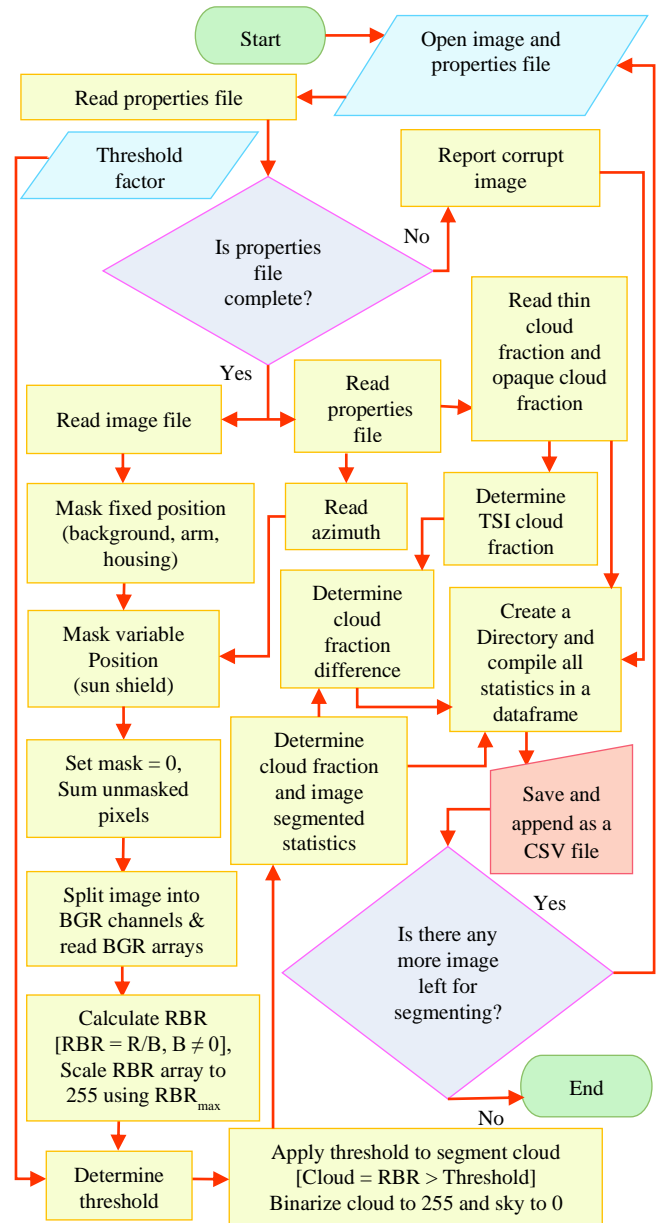 Start
Open image and
properties file
Read properties file
Threshold
factor
Report corrupt
image
No
Is properties
file
complete?
Yes
Read thin
cloud
fraction and
opaque cloud
fraction
Read
properties
file
Read image file
Mask fixed position
(background, arm,
housing)
Read
azimuth
Determine
TSI cloud
fraction
Determine
cloud
fraction
difference
Create a
Directory and
compile all
statistics in a
dataframe
Mask variable
Position
(sun shield)
Determine
cloud fraction
and image
segmented
statistics
Set mask = 0,
Sum unmasked
pixels
Save and
append as a
CSV file
Split image into
BGR channels &
read BGR arrays
Yes
Is there any
more image
left for
segmenting?
Calculate RBR
[RBR = R/B, B ≠ 0],
Scale RBR array to
255 using RBRmax
End
No
Determine
threshold
Apply threshold to segment cloud
[Cloud = RBR > Threshold]
Binarize cloud to 255 and sky to 0